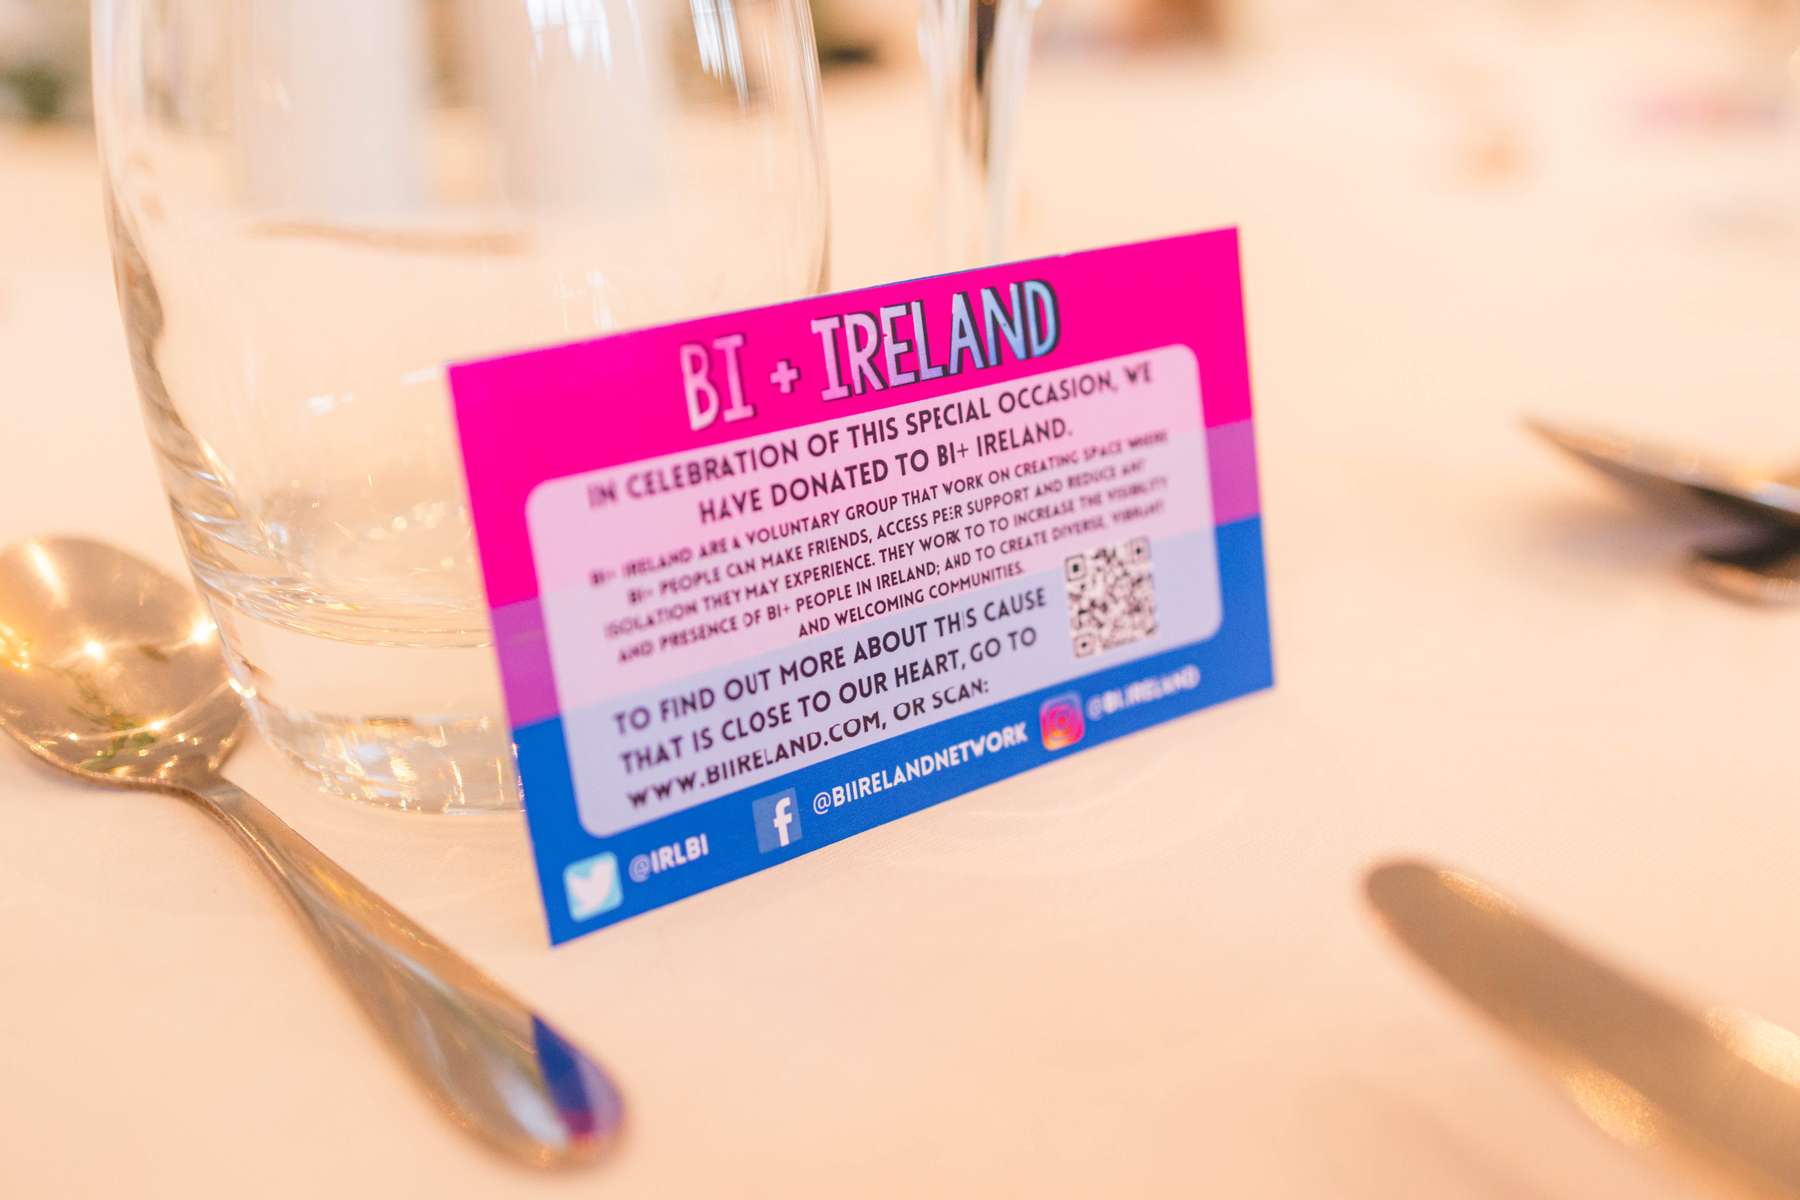 BI + IRELAND
IN CELEBRATION OF THIS SPECIAL OCCASION, WE
HAVE DONATED TO BI+ IRELAND.
BI+ IRELAND ARE A VOLUNTARY GROUP THAT WORK ON CREATING SPACE WHERE
BI+ PEOPLE CAN MAKE FRIENDS, ACCESS PEER SUPPORT AND REDUCE ANY
ISOLATION THEY MAY EXPERIENCE. THEY WORK TO TO INCREASE THE VISIBILITY
AND PRESENCE OF BI+ PEOPLE IN IRELAND; AND TO CREATE DIVERSE, VIBRANT
AND WELCOMING COMMUNITIES.
TO FIND OUT MORE ABOUT THIS CAUSE
THAT IS CLOSE TO OUR HEART, GO TO
WWW.BIIRELAND.COM, OR SCAN:
@IRLBI @BIIRELANDNETWORK @BI.IRELAND